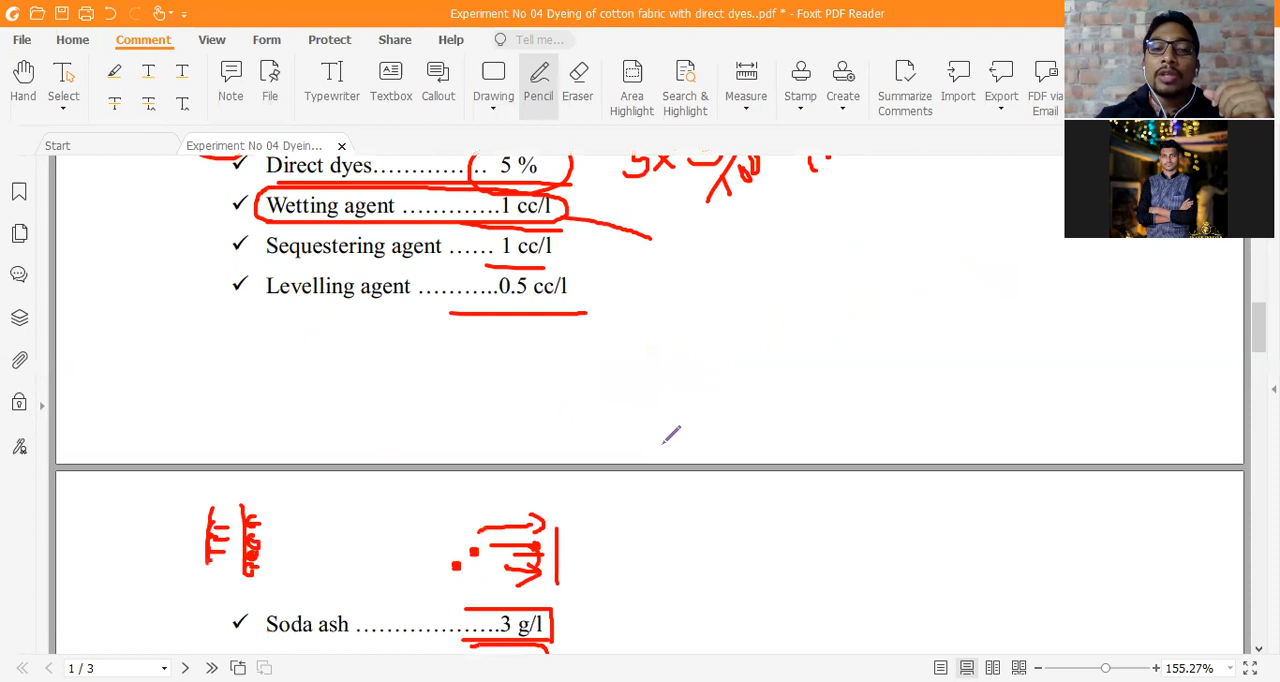 Experiment No 04 Dyeing of cotton fabric with direct dyes..pdf * - Foxit PDF Reader
File Home Comment View Form Protect Share Help Tell me...
Hand Select Note File Typewriter Textbox Callout Drawing Pencil Eraser Area Highlight Search & Highlight Measure Stamp Create Summarize Comments Import Export FDF via Email
Start Experiment No 04 Dyein...
✓ Direct dyes…………… 5 %
✓ Wetting agent ………….1 cc/l
✓ Sequestering agent …… 1 cc/l
✓ Levelling agent ………..0.5 cc/l
✓ Soda ash ………………..3 g/l
1 / 3 155.27%